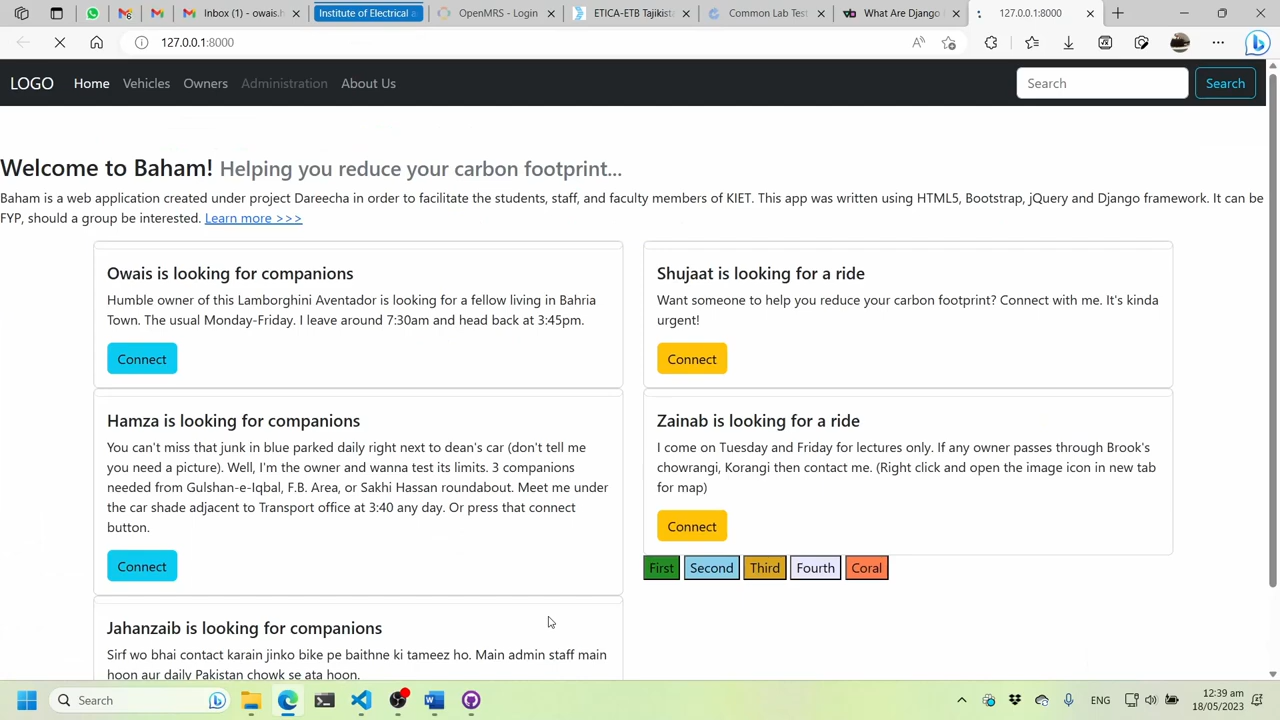 Inbox (1) - owais.b
Institute of Electrical a
OpenMRS - Login
ETICA-ETB Tajikista
Common Lab Test
What Are Django
127.0.0.1:8000
127.0.0.1:8000
LOGO
Home
Vehicles
Owners
Administration
About Us
Search
Search
Welcome to Baham! Helping you reduce your carbon footprint...
Baham is a web application created under project Dareecha in order to facilitate the students, staff, and faculty members of KIET. This app was written using HTML5, Bootstrap, jQuery and Django framework. It can be
FYP, should a group be interested. Learn more >>>
Owais is looking for companions
Humble owner of this Lamborghini Aventador is looking for a fellow living in Bahria
Town. The usual Monday-Friday. I leave around 7:30am and head back at 3:45pm.
Connect
Shujaat is looking for a ride
Want someone to help you reduce your carbon footprint? Connect with me. It's kinda
urgent!
Connect
Hamza is looking for companions
You can't miss that junk in blue parked daily right next to dean's car (don't tell me
you need a picture). Well, I'm the owner and wanna test its limits. 3 companions
needed from Gulshan-e-Iqbal, F.B. Area, or Sakhi Hassan roundabout. Meet me under
the car shade adjacent to Transport office at 3:40 any day. Or press that connect
button.
Connect
Zainab is looking for a ride
I come on Tuesday and Friday for lectures only. If any owner passes through Brook's
chowrangi, Korangi then contact me. (Right click and open the image icon in new tab
for map)
Connect
First
Second
Third
Fourth
Coral
Jahanzaib is looking for companions
Sirf wo bhai contact karain jinko bike pe baithne ki tameez ho. Main admin staff main
hoon aur daily Pakistan chowk se ata hoon.
Search
ENG
12:39 am
18/05/2023